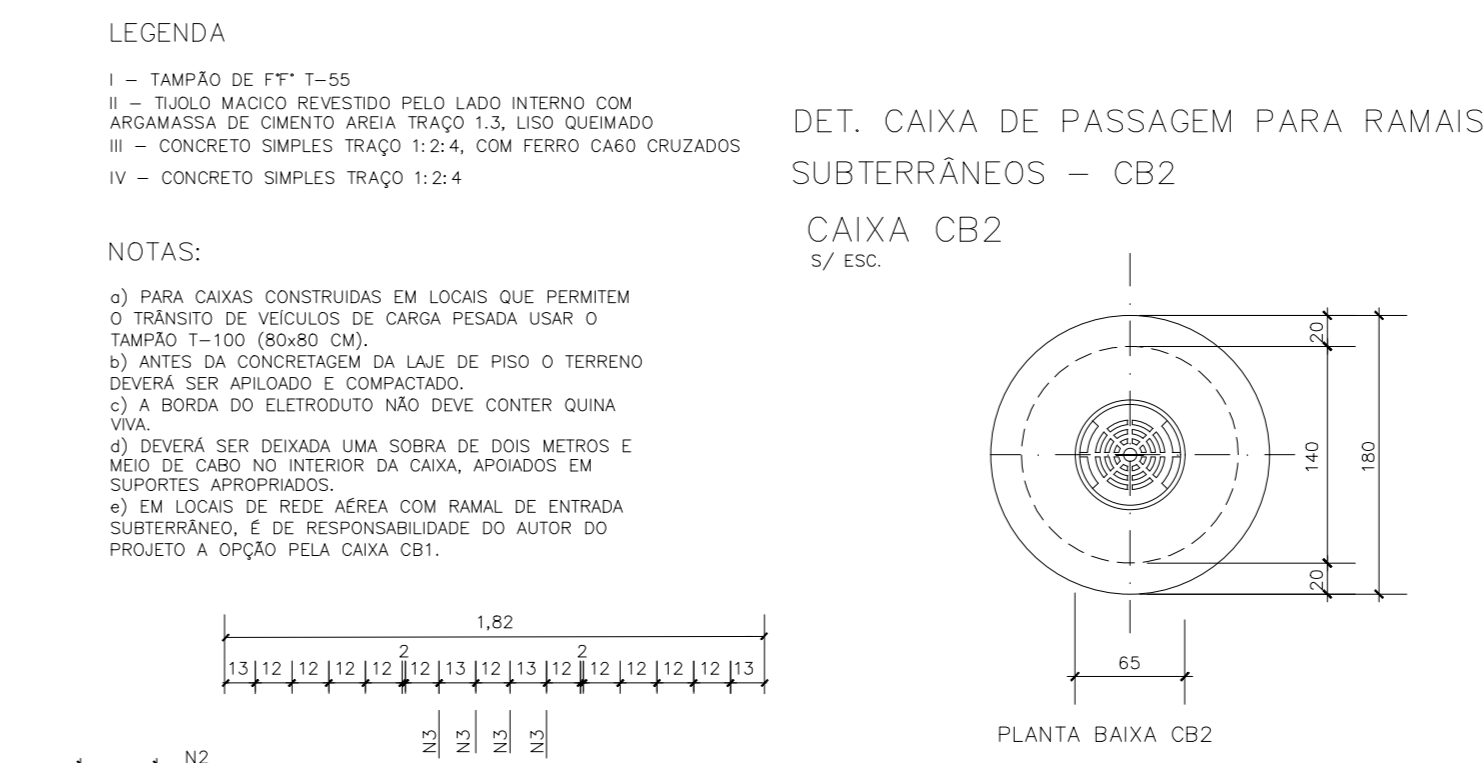 LEGENDA
I – TAMPÃO DE F°F° T–55
II – TIJOLO MACICO REVESTIDO PELO LADO INTERNO COM
ARGAMASSA DE CIMENTO AREIA TRAÇO 1.3, LISO QUEIMADO
III – CONCRETO SIMPLES TRAÇO 1:2:4, COM FERRO CA60 CRUZADOS
IV – CONCRETO SIMPLES TRAÇO 1:2:4
NOTAS:
a) PARA CAIXAS CONSTRUIDAS EM LOCAIS QUE PERMITEM
O TRÂNSITO DE VEÍCULOS DE CARGA PESADA USAR O
TAMPÃO T–100 (80x80 CM).
b) ANTES DA CONCRETAGEM DA LAJE DE PISO O TERRENO
DEVERÁ SER APILOADO E COMPACTADO.
c) A BORDA DO ELETRODUTO NÃO DEVE CONTER QUINA
VIVA.
d) DEVERÁ SER DEIXADA UMA SOBRA DE DOIS METROS E
MEIO DE CABO NO INTERIOR DA CAIXA, APOIADOS EM
SUPORTES APROPRIADOS.
e) EM LOCAIS DE REDE AÉREA COM RAMAL DE ENTRADA
SUBTERRÂNEO, É DE RESPONSABILIDADE DO AUTOR DO
PROJETO A OPÇÃO PELA CAIXA CB1.
1,82
2 2
13 12 12 12 12 12 13 12 13 12 12 12 12 12 13
N3 N3 N3 N3
N2
DET. CAIXA DE PASSAGEM PARA RAMAIS
SUBTERRÂNEOS – CB2
CAIXA CB2
S/ ESC.
20
140
180
20
65
PLANTA BAIXA CB2